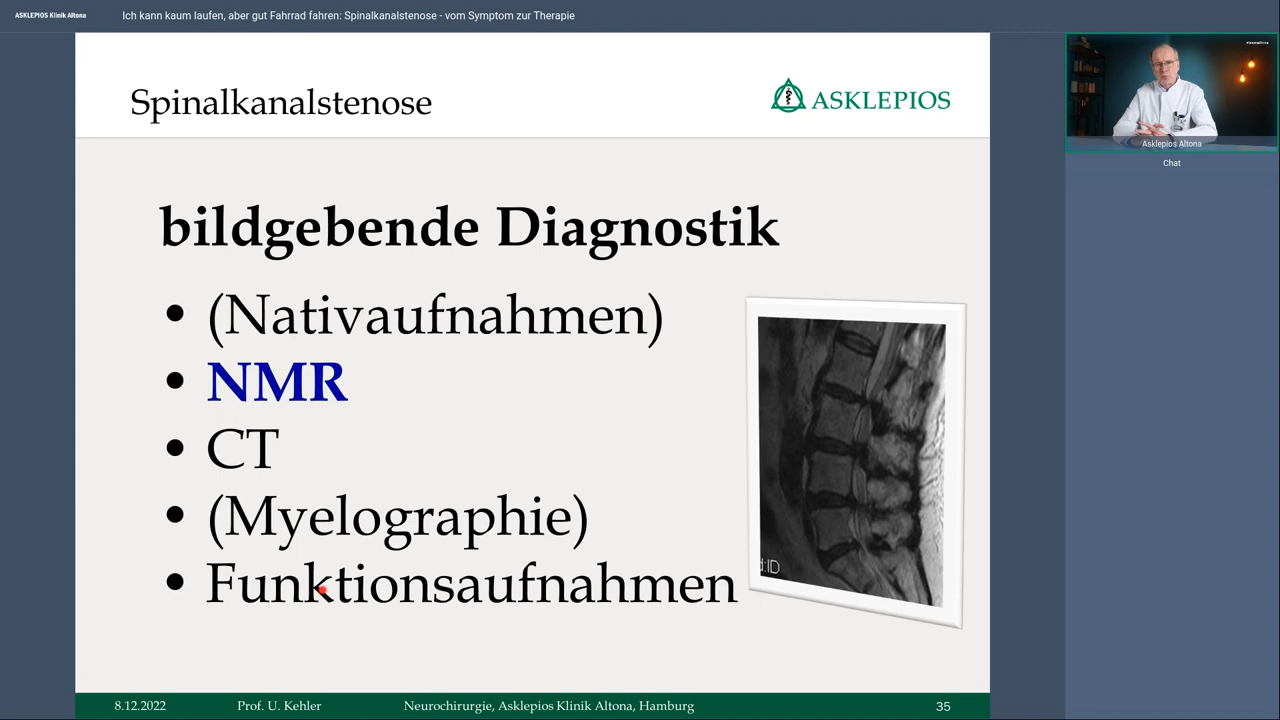 ASKLEPIOS Klinik Altona
Ich kann kaum laufen, aber gut Fahrrad fahren: Spinalkanalstenose - vom Symptom zur Therapie
Spinalkanalstenose
ASKLEPIOS
bildgebende Diagnostik
• (Nativaufnahmen)
• NMR
• CT
• (Myelographie)
• Funktionsaufnahmen
d:ID
8.12.2022 Prof. U. Kehler Neurochirurgie, Asklepios Klinik Altona, Hamburg 35
Asklepios Altona
Chat